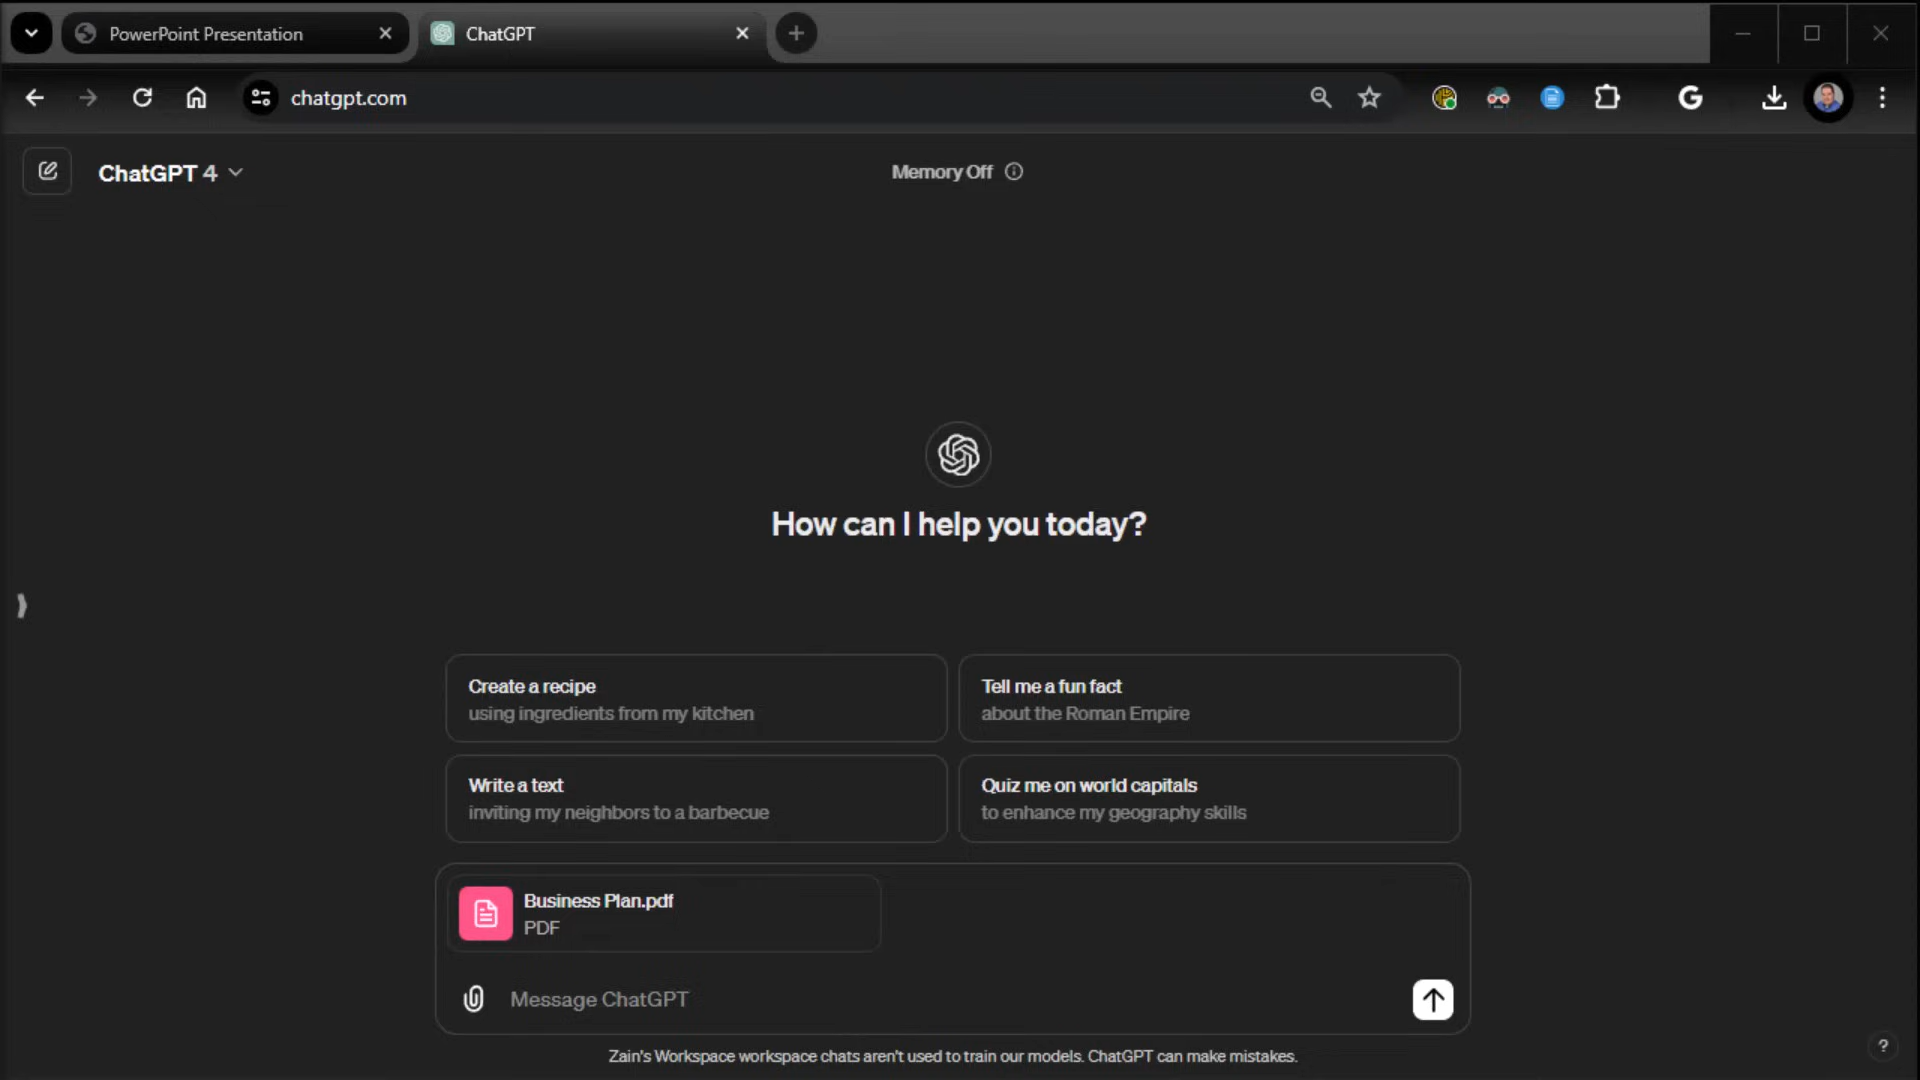 PowerPoint Presentation
ChatGPT
chatgpt.com
ChatGPT 4
Memory Off
How can I help you today?
Create a recipe
using ingredients from my kitchen
Tell me a fun fact
about the Roman Empire
Write a text
inviting my neighbors to a barbecue
Quiz me on world capitals
to enhance my geography skills
Business Plan.pdf
PDF
Message ChatGPT
Zain's Workspace workspace chats aren't used to train our models. ChatGPT can make mistakes.
?